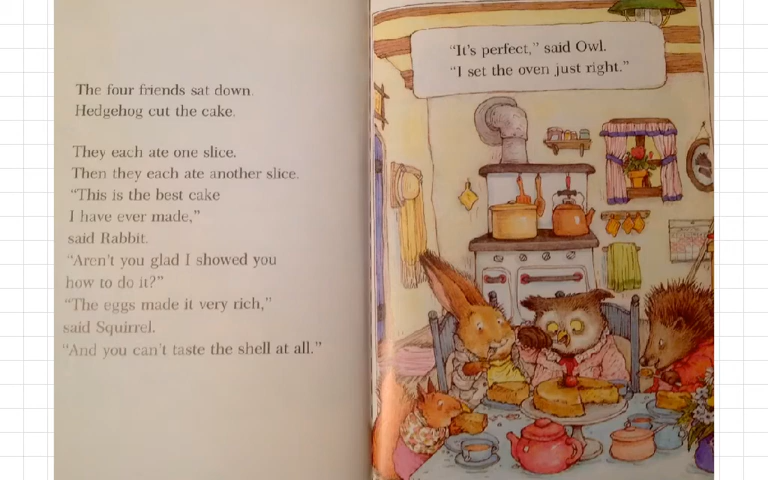 The four friends sat down.
Hedgehog cut the cake.
They each ate one slice.
Then they each ate another slice.
"This is the best cake
I have ever made,"
said Rabbit.
"Aren't you glad I showed you
how to do it?"
"The eggs made it very rich,"
said Squirrel.
"And you can't taste the shell at all."
"It's perfect," said Owl.
"I set the oven just right."